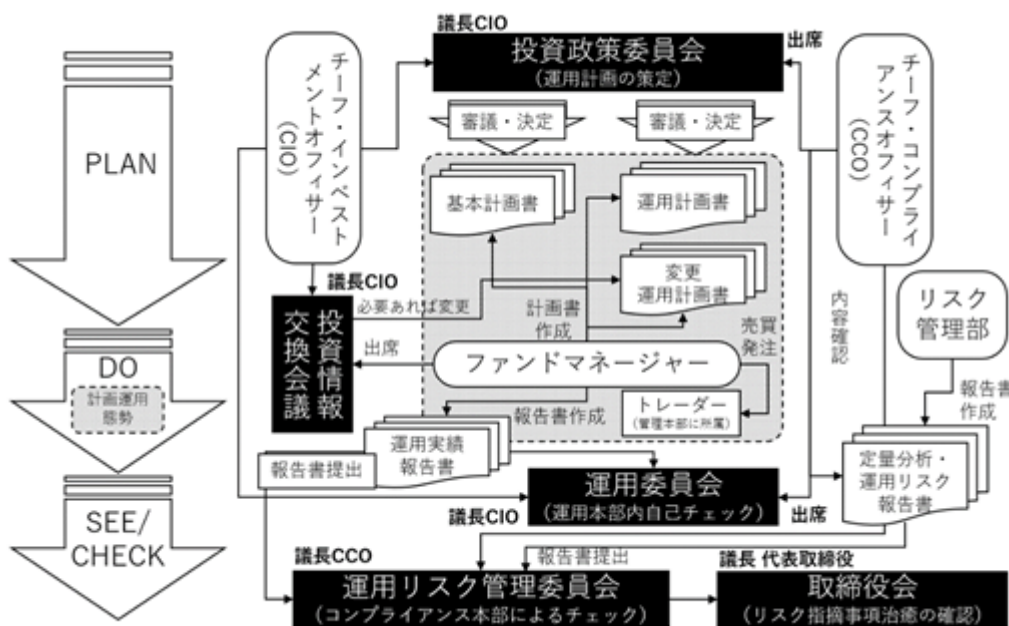 議長CIO
投資政策委員会
(運用計画の策定)
出席
チーフ・インベスト
メントオフィサー
(CIO)
チーフ・コンプライ
アンスオフィサー
(CCO)
PLAN
審議・決定
審議・決定
基本計画書
運用計画書
変更
運用計画書
議長CIO
必要あれば変更
計画書
作成
売買
発注
内容確認
リスク
管理部
投資情報
交換会議
出席
ファンドマネージャー
DO
計画運用
態勢
報告書作成
トレーダー
(管理本部に所属)
報告書
作成
運用実績
報告書
報告書提出
定量分析・
運用リスク
報告書
SEE/
CHECK
運用委員会
(運用本部内自己チェック)
議長CIO
出席
議長CCO
報告書提出
議長 代表取締役
運用リスク管理委員会
(コンプライアンス本部によるチェック)
取締役会
(リスク指摘事項治癒の確認)